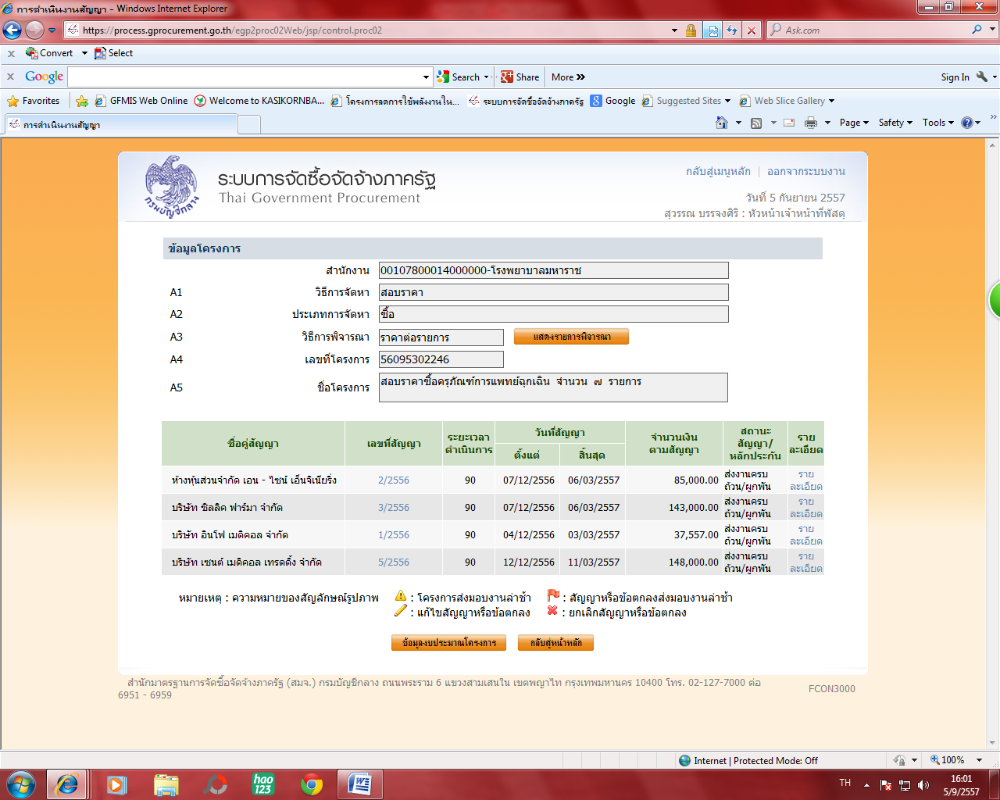 การดำเนินงานสัญญา - Windows Internet Explorer
https://process.gprocurement.go.th/egp2proc02Web/jsp/control.proc02
Ask.com
x Convert Select
x Google Search Share More Sign In
Favorites GFMIS Web Online Welcome to KASIKORNBA... โครงการลดการใช้พลังงานใน... ระบบการจัดซื้อจัดจ้างภาครัฐ Google Suggested Sites Web Slice Gallery
การดำเนินงานสัญญา Page Safety Tools
กรมบัญชีกลาง
ระบบการจัดซื้อจัดจ้างภาครัฐ
Thai Government Procurement
กลับสู่เมนูหลัก | ออกจากระบบงาน
วันที่ 5 กันยายน 2557
สุวรรณ บรรจงศิริ : หัวหน้าเจ้าหน้าที่พัสดุ
ข้อมูลโครงการ
สำนักงาน 00107800014000000-โรงพยาบาลมหาราช
A1 วิธีการจัดหา สอบราคา
A2 ประเภทการจัดหา ซื้อ
A3 วิธีการพิจารณา ราคาต่อรายการ แสดงรายการพิจารณา
A4 เลขที่โครงการ 56095302246
A5 ชื่อโครงการ สอบราคาซื้อครุภัณฑ์การแพทย์ฉุกเฉิน จำนวน ๗ รายการ
ชื่อคู่สัญญา เลขที่สัญญา ระยะเวลาดำเนินการ วันที่สัญญา ตั้งแต่ สิ้นสุด จำนวนเงินตามสัญญา สถานะสัญญา/หลักประกัน รายละเอียด
ห้างหุ้นส่วนจำกัด เอน - ไซน์ เอ็นจิเนียริ่ง 2/2556 90 07/12/2556 06/03/2557 85,000.00 ส่งงานครบถ้วน/ผูกพัน รายละเอียด
บริษัท ซิลลิค ฟาร์มา จำกัด 3/2556 90 07/12/2556 06/03/2557 143,000.00 ส่งงานครบถ้วน/ผูกพัน รายละเอียด
บริษัท อินโฟ เมดิคอล จำกัด 1/2556 90 04/12/2556 03/03/2557 37,557.00 ส่งงานครบถ้วน/ผูกพัน รายละเอียด
บริษัท เซนต์ เมดิคอล เทรดดิ้ง จำกัด 5/2556 90 12/12/2556 11/03/2557 148,000.00 ส่งงานครบถ้วน/ผูกพัน รายละเอียด
หมายเหตุ : ความหมายของสัญลักษณ์รูปภาพ : โครงการส่งมอบงานล่าช้า : สัญญาหรือข้อตกลงส่งมอบงานล่าช้า
: แก้ไขสัญญาหรือข้อตกลง : ยกเลิกสัญญาหรือข้อตกลง
ข้อมูลงบประมาณโครงการ กลับสู่หน้าหลัก
สำนักมาตรฐานการจัดซื้อจัดจ้างภาครัฐ (สมจ.) กรมบัญชีกลาง ถนนพระราม 6 แขวงสามเสนใน เขตพญาไท กรุงเทพมหานคร 10400 โทร. 02-127-7000 ต่อ
6951 - 6959
FCON3000
Internet | Protected Mode: Off 100%
hao
123
TH
16:01
5/9/2557